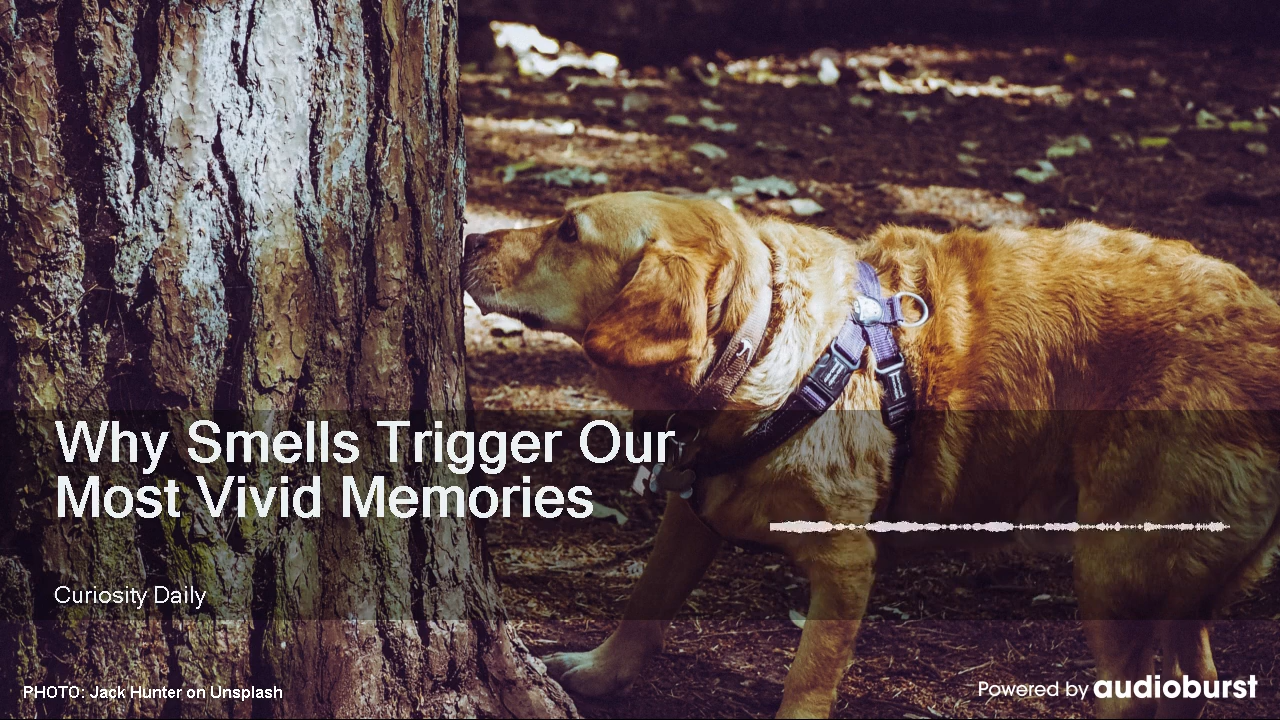 Why Smells Trigger Our
Most Vivid Memories
Curiosity Daily
PHOTO: Jack Hunter on Unsplash
Powered by audioburst